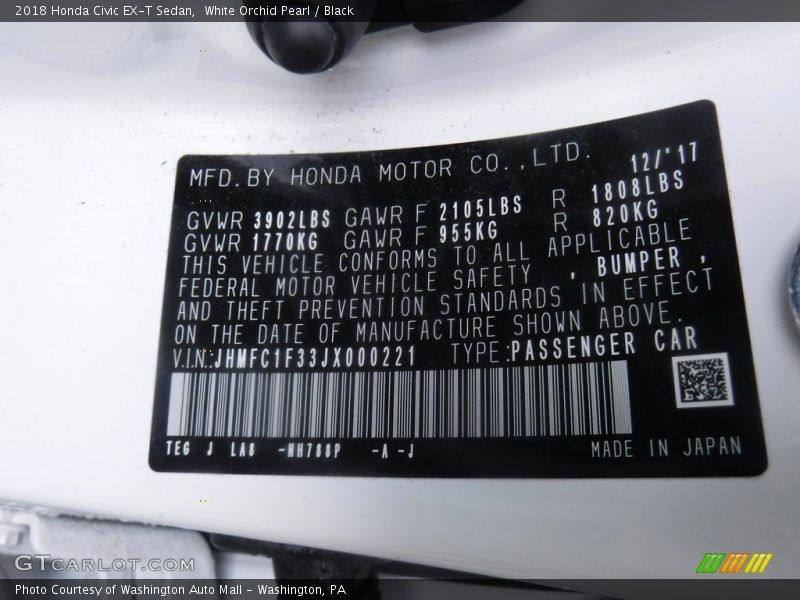 2018 Honda Civic EX-T Sedan, White Orchid Pearl / Black
MFD. BY HONDA MOTOR CO., LTD. 12/'17
GVWR 3902LBS GAWR F 2105LBS R 1808LBS
GVWR 1770KG GAWR F 955KG R 820KG
THIS VEHICLE CONFORMS TO ALL APPLICABLE
FEDERAL MOTOR VEHICLE SAFETY , BUMPER ,
AND THEFT PREVENTION STANDARDS IN EFFECT
ON THE DATE OF MANUFACTURE SHOWN ABOVE.
V.I.N.:JHMFC1F33JX000221 TYPE:PASSENGER CAR
TEG J LA8 -NH788P -A -J MADE IN JAPAN
GTCARLOT.COM
Photo Courtesy of Washington Auto Mall - Washington, PA